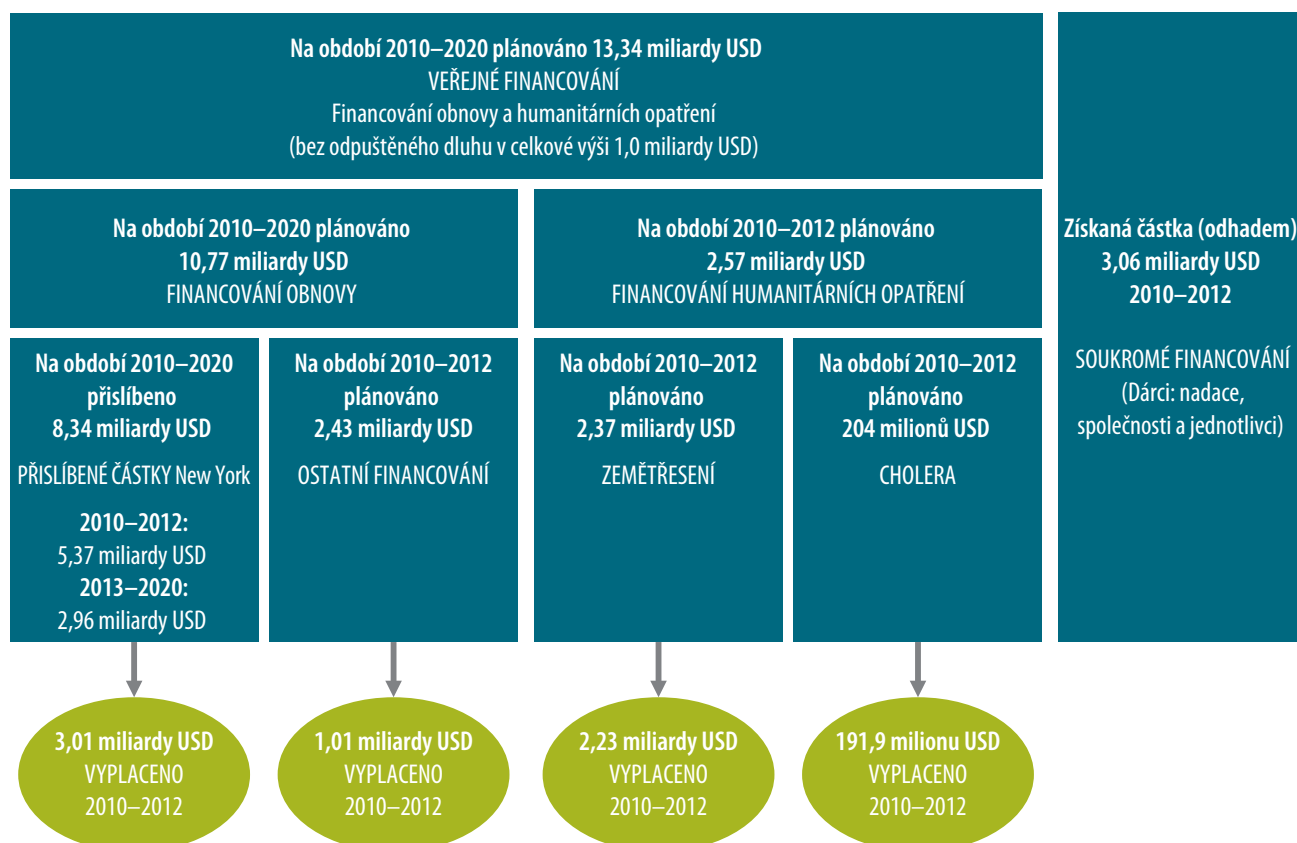 Na období 2010–2020 plánováno 13,34 miliardy USD
VEŘEJNÉ FINANCOVÁNÍ
Financování obnovy a humanitárních opatření
(bez odpuštěného dluhu v celkové výši 1,0 miliardy USD)
Na období 2010–2020 plánováno
10,77 miliardy USD
FINANCOVÁNÍ OBNOVY
Na období 2010–2012 plánováno
2,57 miliardy USD
FINANCOVÁNÍ HUMANITÁRNÍCH OPATŘENÍ
Získaná částka (odhadem)
3,06 miliardy USD
2010–2012
SOUKROMÉ FINANCOVÁNÍ
(Dárci: nadace,
společnosti a jednotlivci)
Na období 2010–2020
přislíbeno
8,34 miliardy USD
PŘISLÍBENÉ ČÁSTKY New York
2010–2012:
5,37 miliardy USD
2013–2020:
2,96 miliardy USD
Na období 2010–2012
plánováno
2,43 miliardy USD
OSTATNÍ FINANCOVÁNÍ
Na období 2010–2012
plánováno
2,37 miliardy USD
ZEMĚTŘESENÍ
Na období 2010–2012
plánováno
204 milionů USD
CHOLERA
3,01 miliardy USD
VYPLACENO
2010–2012
1,01 miliardy USD
VYPLACENO
2010–2012
2,23 miliardy USD
VYPLACENO
2010–2012
191,9 milionu USD
VYPLACENO
2010–2012